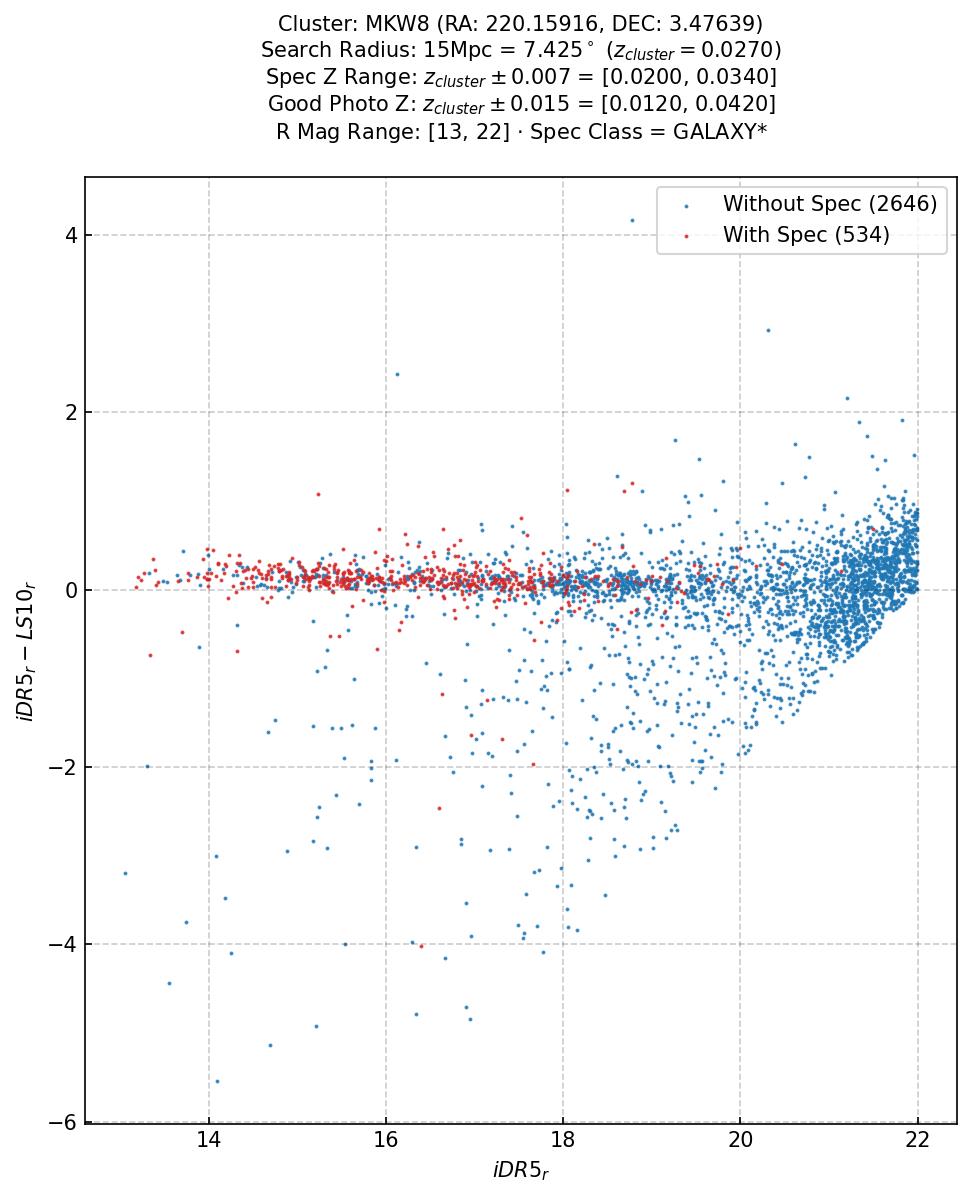 Cluster: MKW8 (RA: 220.15916, DEC: 3.47639)
Search Radius: 15Mpc = 7.425° (z_cluster = 0.0270)
Spec Z Range: z_cluster ± 0.007 = [0.0200, 0.0340]
Good Photo Z: z_cluster ± 0.015 = [0.0120, 0.0420]
R Mag Range: [13, 22] · Spec Class = GALAXY*
Without Spec (2646)
With Spec (534)
4
2
0
−2
−4
−6
iDR5_r − LS10_r
14 16 18 20 22
iDR5_r